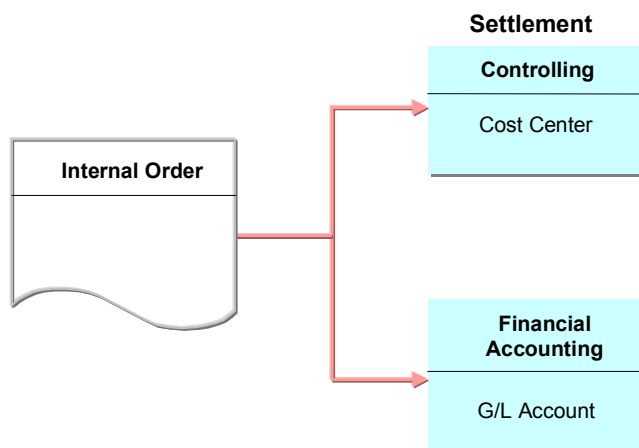 Settlement
Controlling
Cost Center
Internal Order
Financial
Accounting
G/L Account